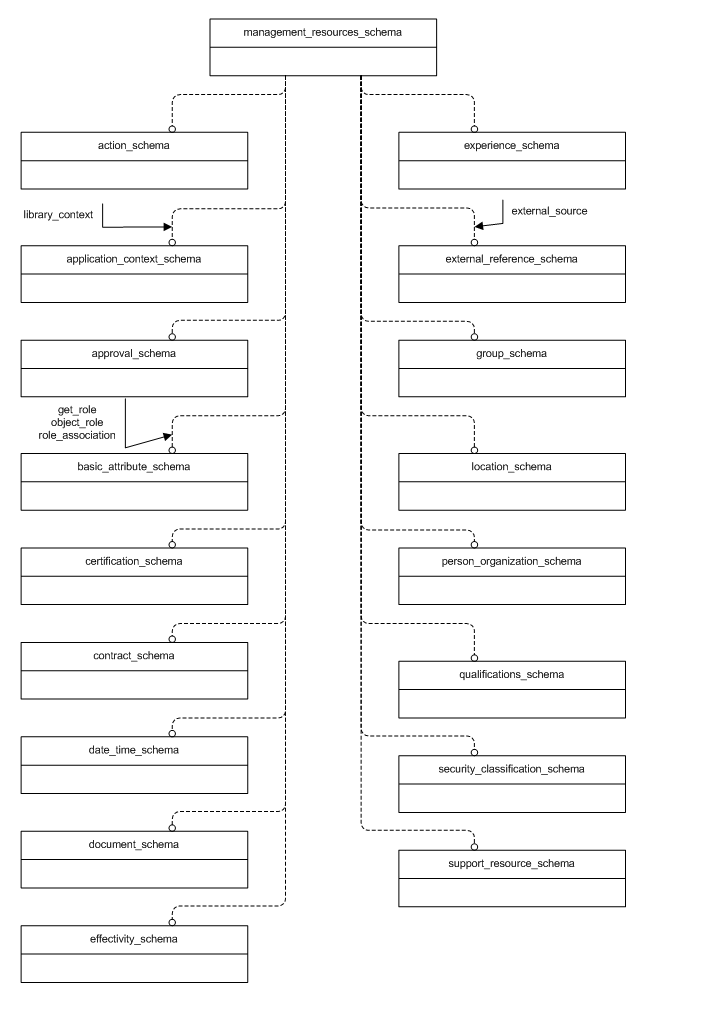 management_resources_schema
action_schema
experience_schema
library_context
external_source
application_context_schema
external_reference_schema
approval_schema
group_schema
get_role
object_role
role_association
basic_attribute_schema
location_schema
certification_schema
person_organization_schema
contract_schema
qualifications_schema
date_time_schema
security_classification_schema
document_schema
support_resource_schema
effectivity_schema